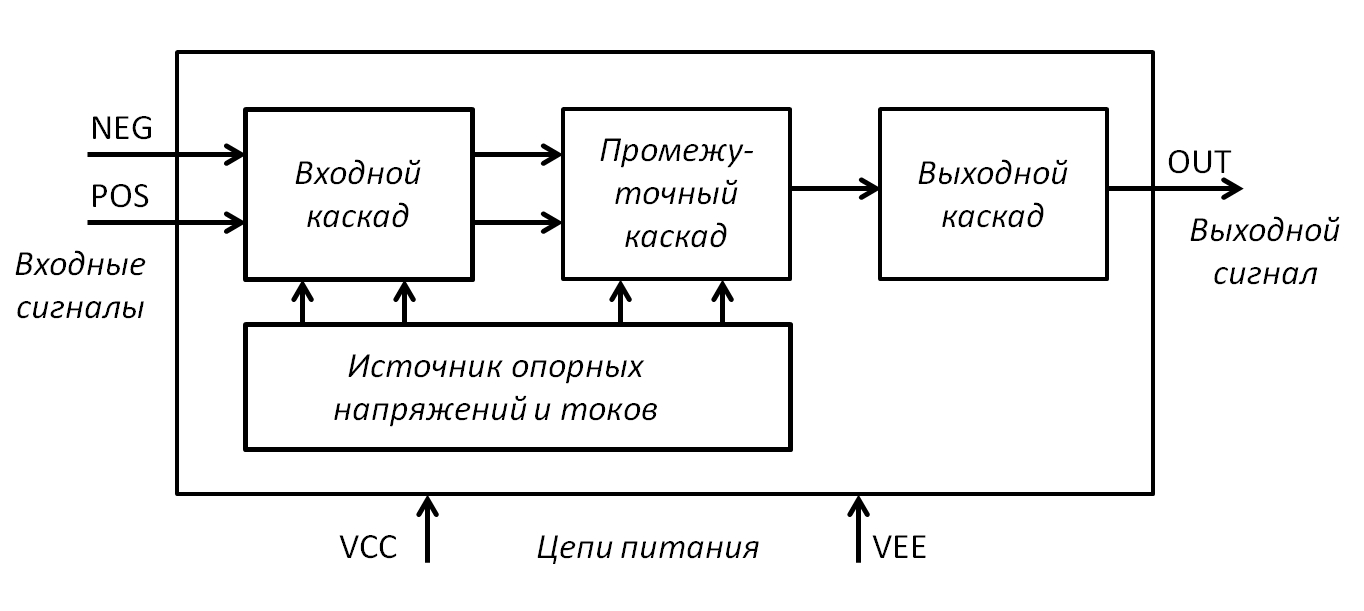 NEG
POS
Входные
сигналы
Входной
каскад
Промежу-
точный
каскад
Выходной
каскад
OUT
Выходной
сигнал
Источник опорных
напряжений и токов
VCC
Цепи питания
VEE